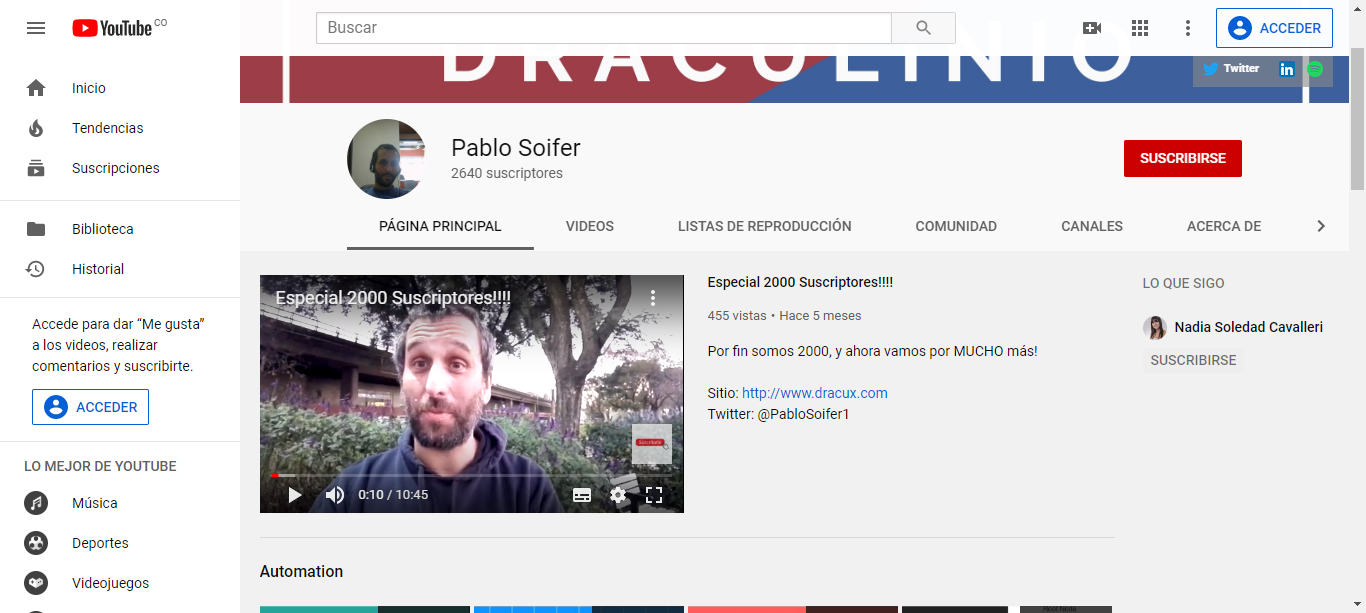 YouTube CO
Buscar
ACCEDER
DRACULINIO
Twitter
Inicio
Tendencias
Suscripciones
Biblioteca
Historial
Accede para dar “Me gusta”
a los videos, realizar
comentarios y suscribirte.
ACCEDER
LO MEJOR DE YOUTUBE
Música
Deportes
Videojuegos
Pablo Soifer
2640 suscriptores
SUSCRIBIRSE
PÁGINA PRINCIPAL
VIDEOS
LISTAS DE REPRODUCCIÓN
COMUNIDAD
CANALES
ACERCA DE
Especial 2000 Suscriptores!!!!
0:10 / 10:45
Especial 2000 Suscriptores!!!!
455 vistas • Hace 5 meses
Por fin somos 2000, y ahora vamos por MUCHO más!
Sitio: http://www.dracux.com
Twitter: @PabloSoifer1
LO QUE SIGO
Nadia Soledad Cavalleri
SUSCRIBIRSE
Automation